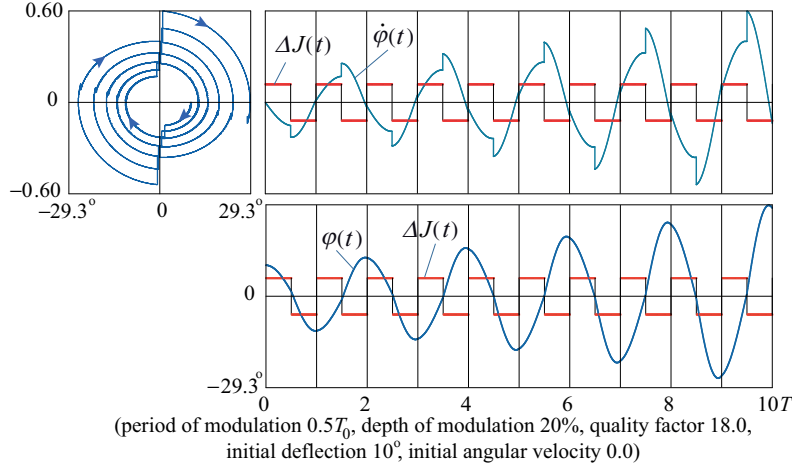 0.60
ΔJ(t)
φ̇(t)
0
−0.60
−29.3°
0
29.3°
φ(t)
ΔJ(t)
0
−29.3°
0 2 4 6 8 10T
(period of modulation 0.5T₀, depth of modulation 20%, quality factor 18.0,
initial deflection 10°, initial angular velocity 0.0)